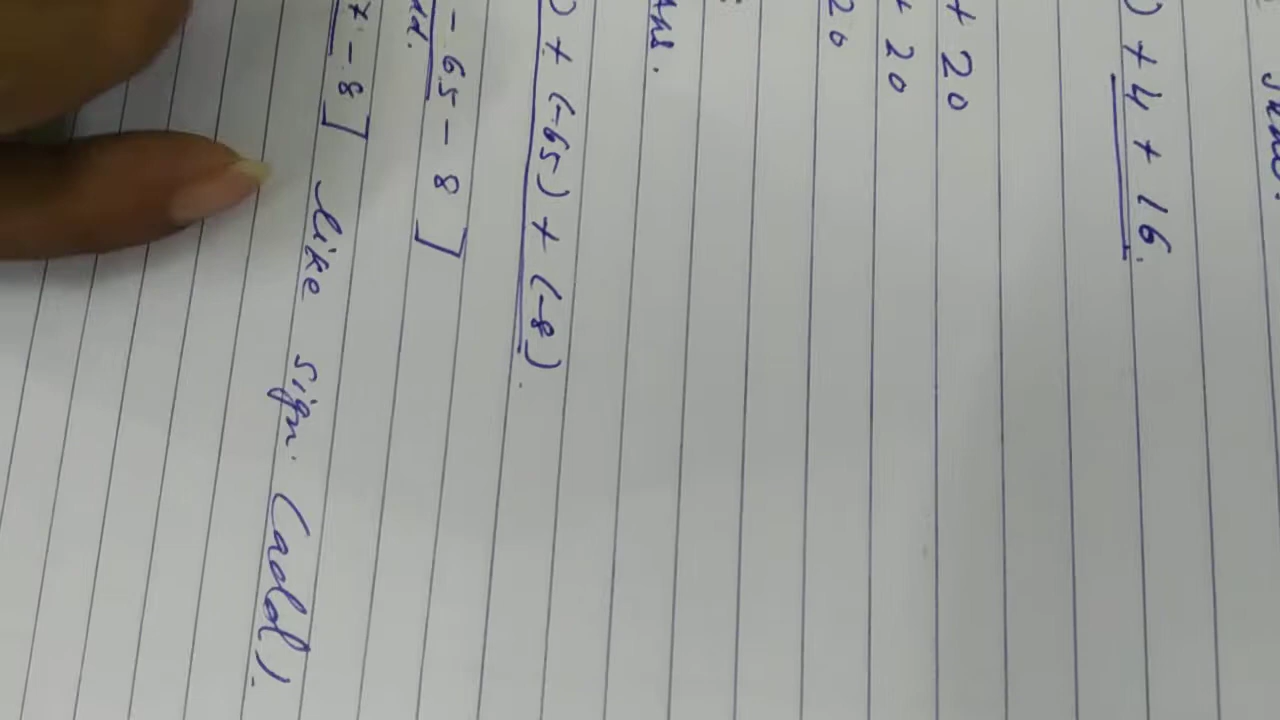 ) + 4 + 16.
+ 20
+ 20
20
Ans.
) + (-65) + (-8).
- 65 - 8 ]
7 - 8 ] like sign. (add).